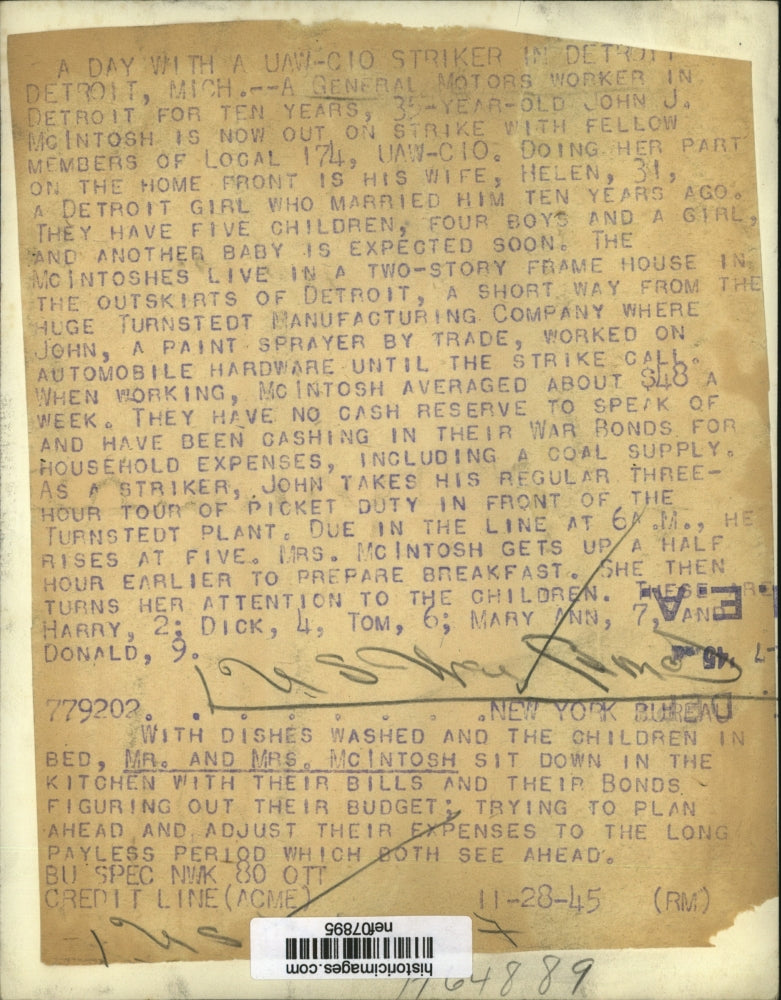 A DAY WITH A UAW-CIO STRIKER IN DETROIT
DETROIT, MICH.--A GENERAL MOTORS WORKER IN
DETROIT FOR TEN YEARS, 35-YEAR-OLD JOHN J.
MCINTOSH IS NOW OUT ON STRIKE WITH FELLOW
MEMBERS OF LOCAL 174, UAW-CIO. DOING HER PART
ON THE HOME FRONT IS HIS WIFE, HELEN, 31,
A DETROIT GIRL WHO MARRIED HIM TEN YEARS AGO.
THEY HAVE FIVE CHILDREN, FOUR BOYS AND A GIRL,
AND ANOTHER BABY IS EXPECTED SOON. THE
MCINTOSHES LIVE IN A TWO-STORY FRAME HOUSE IN
THE OUTSKIRTS OF DETROIT, A SHORT WAY FROM THE
HUGE TURNSTEDT MANUFACTURING COMPANY WHERE
JOHN, A PAINT SPRAYER BY TRADE, WORKED ON
AUTOMOBILE HARDWARE UNTIL THE STRIKE CALL.
WHEN WORKING, MCINTOSH AVERAGED ABOUT $48 A
WEEK. THEY HAVE NO CASH RESERVE TO SPEAK OF
AND HAVE BEEN CASHING IN THEIR WAR BONDS FOR
HOUSEHOLD EXPENSES, INCLUDING A COAL SUPPLY.
AS A STRIKER, JOHN TAKES HIS REGULAR THREE-
HOUR TOUR OF PICKET DUTY IN FRONT OF THE
TURNSTEDT PLANT. DUE IN THE LINE AT 6A.M., HE
RISES AT FIVE. MRS. MCINTOSH GETS UP A HALF
HOUR EARLIER TO PREPARE BREAKFAST. SHE THEN
TURNS HER ATTENTION TO THE CHILDREN. THESE ARE
HARRY, 2; DICK, 4, TOM, 6; MARY ANN, 7, AND
DONALD, 9.
779202. . . . . . . . .NEW YORK BUREAU
WITH DISHES WASHED AND THE CHILDREN IN
BED, MR. AND MRS. MCINTOSH SIT DOWN IN THE
KITCHEN WITH THEIR BILLS AND THEIR BONDS
FIGURING OUT THEIR BUDGET; TRYING TO PLAN
AHEAD AND ADJUST THEIR EXPENSES TO THE LONG
PAYLESS PERIOD WHICH BOTH SEE AHEAD.
BU SPEC NWK 80 OTT
CREDIT LINE (ACME) 11-28-45 (RM)
nef07895
historicimages.com
1164889